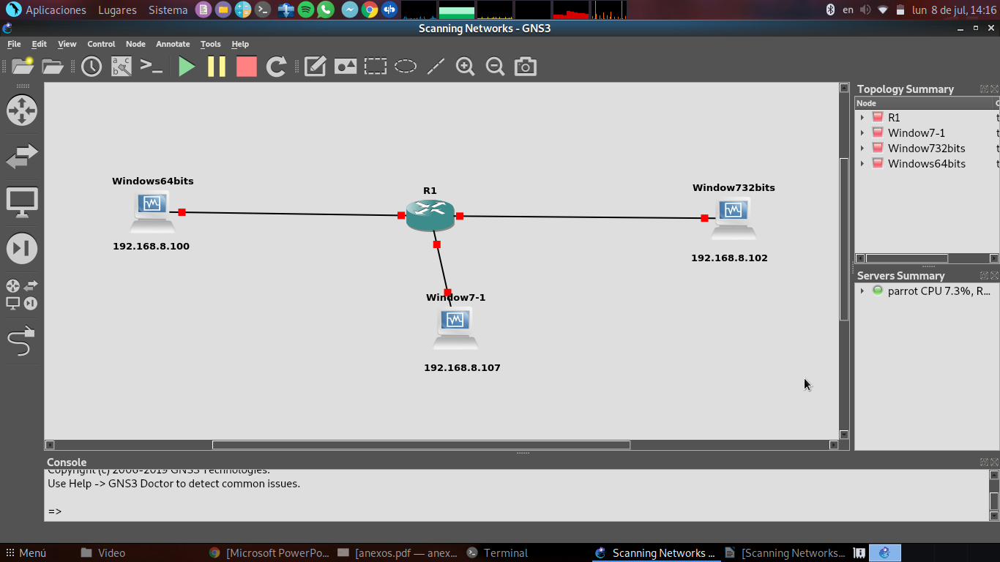 Aplicaciones Lugares Sistema en lun 8 de jul, 14:16
Scanning Networks - GNS3
File Edit View Control Node Annotate Tools Help
Topology Summary
Node C
R1 t
Window7-1 t
Window732bits t
Windows64bits t
Windows64bits
192.168.8.100
R1
Window732bits
192.168.8.102
Window7-1
192.168.8.107
Servers Summary
parrot CPU 7.3%, R...
Console
Copyright (c) 2006-2019 GNS3 Technologies.
Use Help -> GNS3 Doctor to detect common issues.
=>
Menú Video [Microsoft PowerPo... [anexos.pdf — anex... Terminal Scanning Networks ... [Scanning Networks...